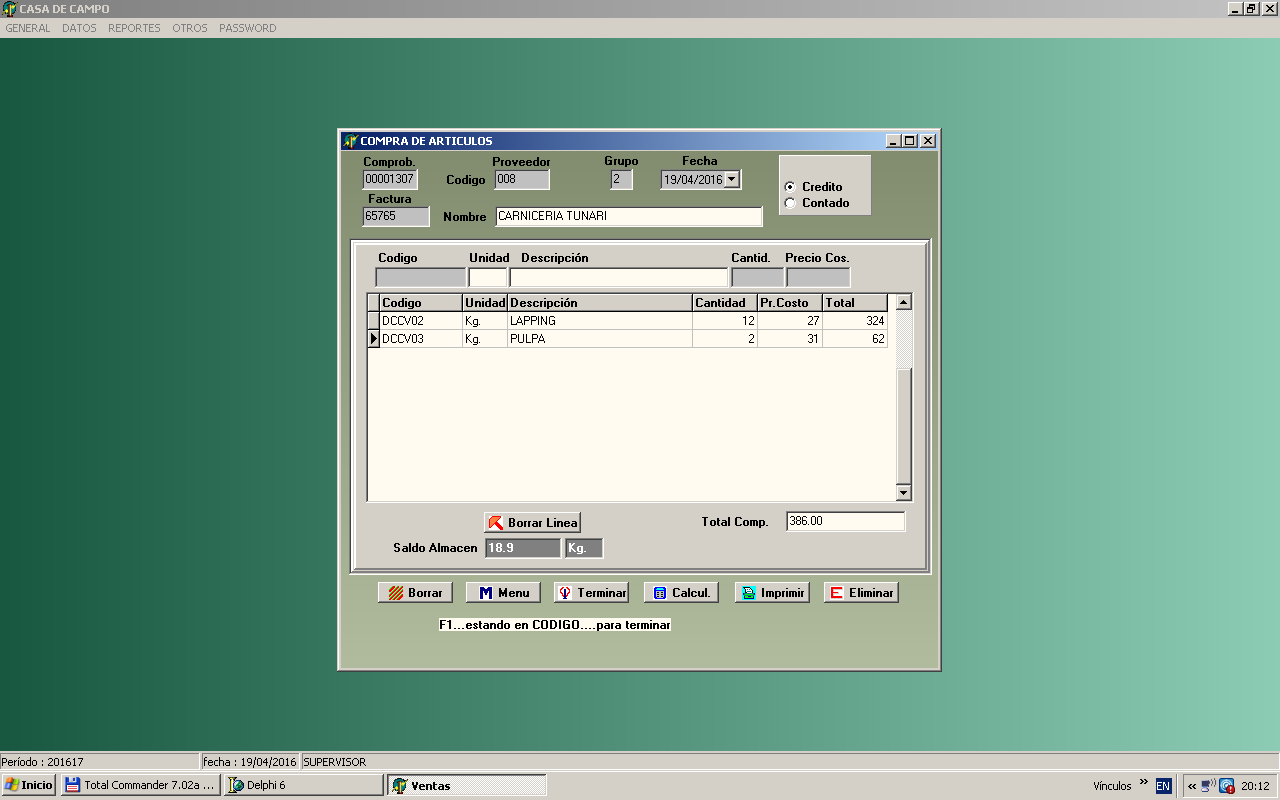 CASA DE CAMPO
GENERAL DATOS REPORTES OTROS PASSWORD
COMPRA DE ARTICULOS
Comprob. Proveedor Grupo Fecha
00001307 Codigo 008 2 19/04/2016 Credito
Factura Contado
65765 Nombre CARNICERIA TUNARI
Codigo Unidad Descripción Cantid. Precio Cos.
Codigo Unidad Descripción Cantidad Pr.Costo Total
DCCV02 Kg. LAPPING 12 27 324
DCCV03 Kg. PULPA 2 31 62
Borrar Linea Total Comp. 386.00
Saldo Almacen 18.9 Kg.
Borrar Menu Terminar Calcul. Imprimir Eliminar
F1...estando en CODIGO....para terminar
Período : 201617 fecha : 19/04/2016 SUPERVISOR
Inicio Total Commander 7.02a ... Delphi 6 Ventas Vínculos » EN « 20:12